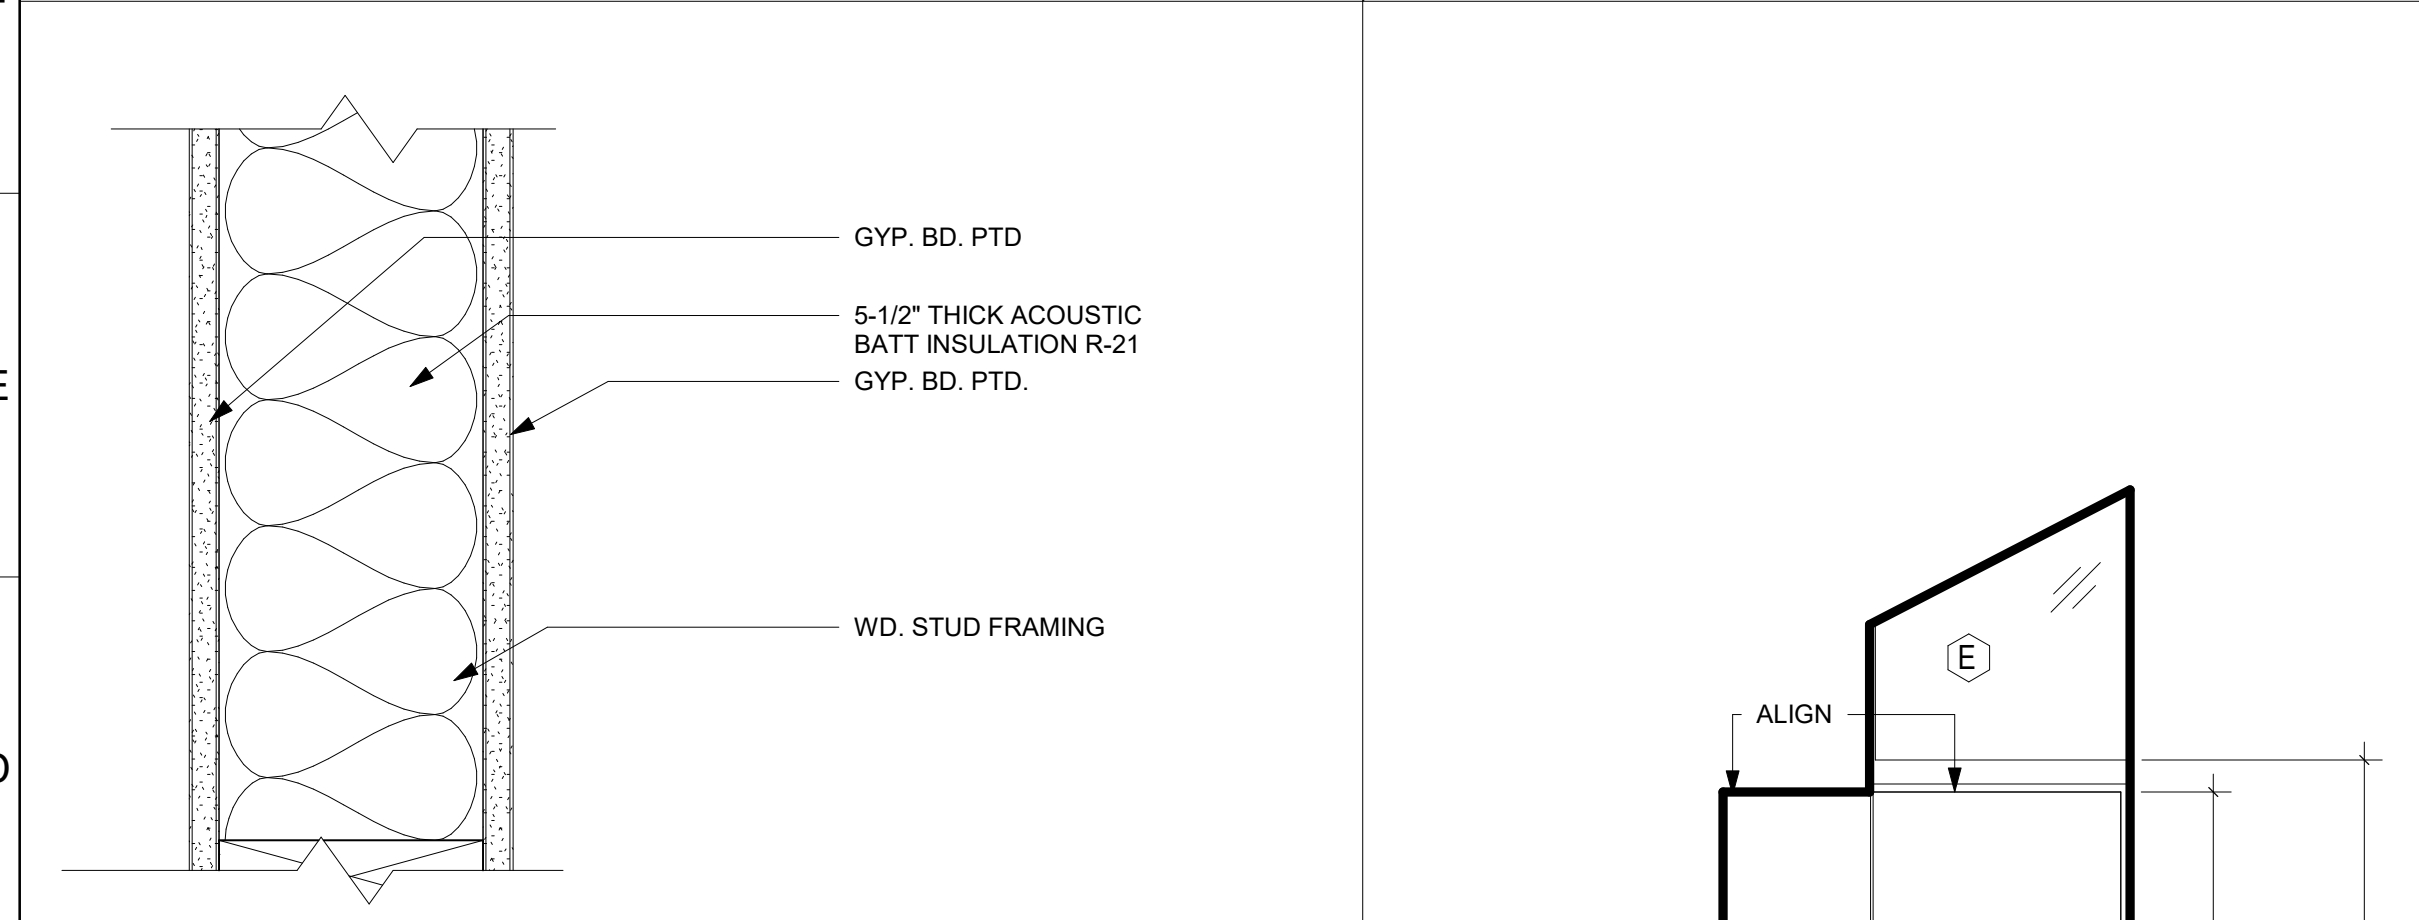 GYP. BD. PTD
5-1/2" THICK ACOUSTIC
BATT INSULATION R-21
GYP. BD. PTD.
E
WD. STUD FRAMING
E
ALIGN